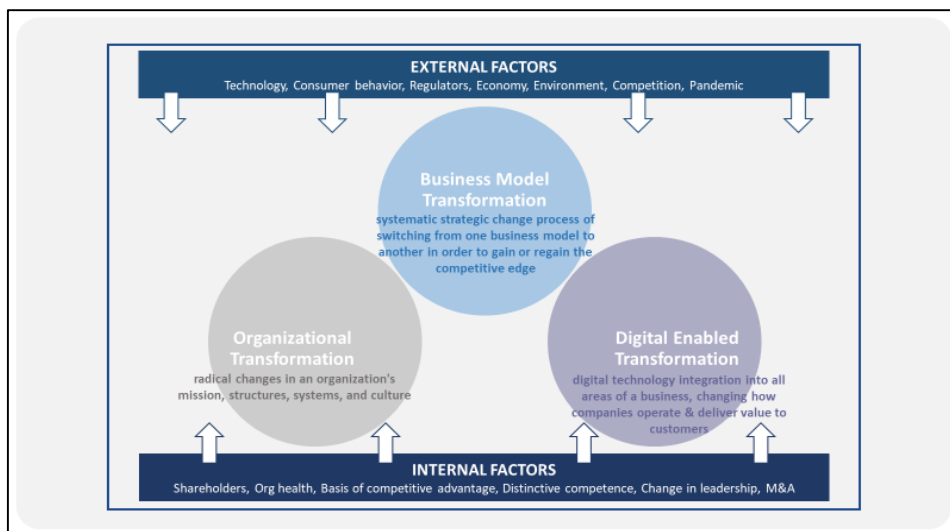 EXTERNAL FACTORS
Technology, Consumer behavior, Regulators, Economy, Environment, Competition, Pandemic
Business Model
Transformation
systematic strategic change process of
switching from one business model to
another in order to gain or regain the
competitive edge
Organizational
Transformation
radical changes in an organization's
mission, structures, systems, and culture
Digital Enabled
Transformation
digital technology integration into all
areas of a business, changing how
companies operate & deliver value to
customers
INTERNAL FACTORS
Shareholders, Org health, Basis of competitive advantage, Distinctive competence, Change in leadership, M&A